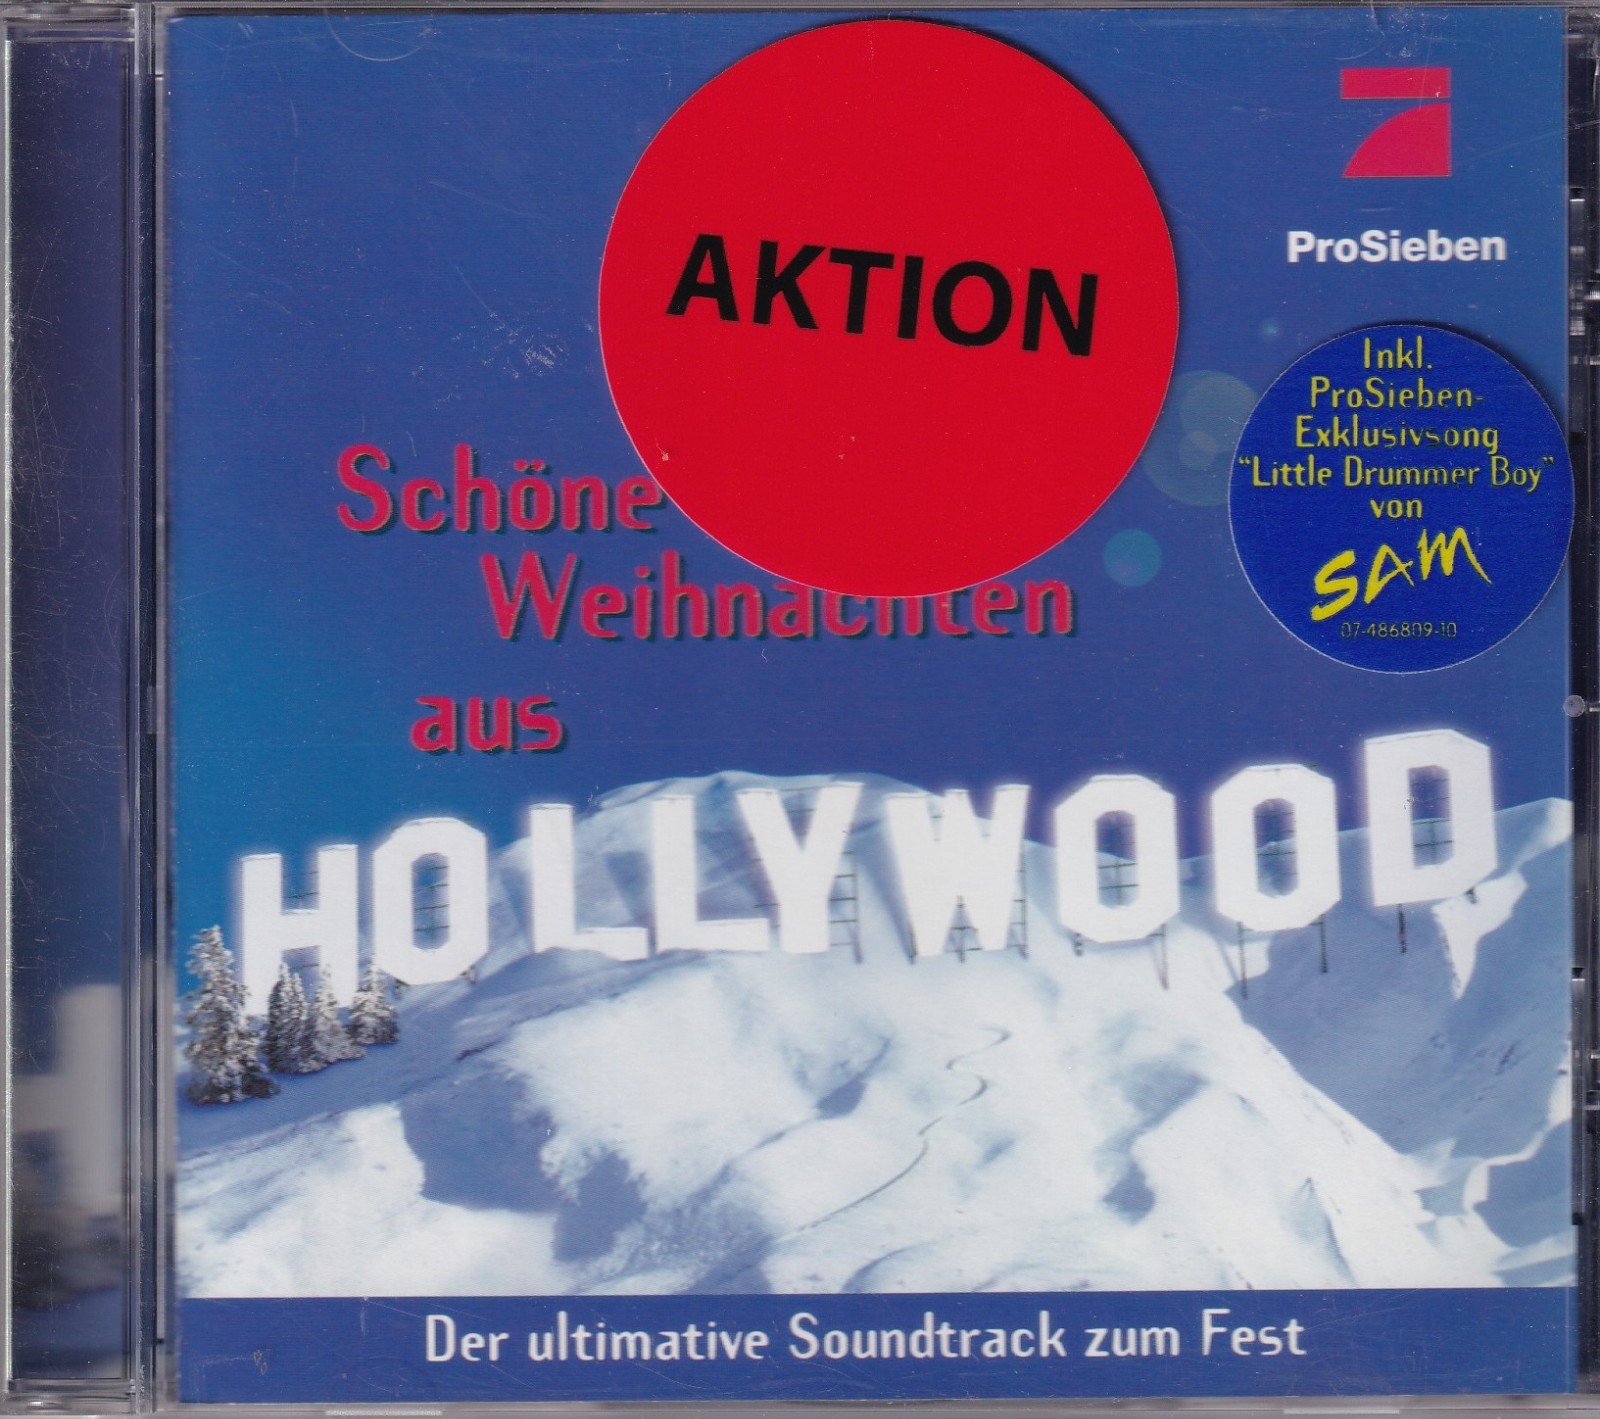 AKTION
ProSieben
Inkl.
ProSieben-
Exklusivsong
"Little Drummer Boy"
von
SAM
07-486809-10
Schöne
Weihnachten
aus
HOLLYWOOD
Der ultimative Soundtrack zum Fest